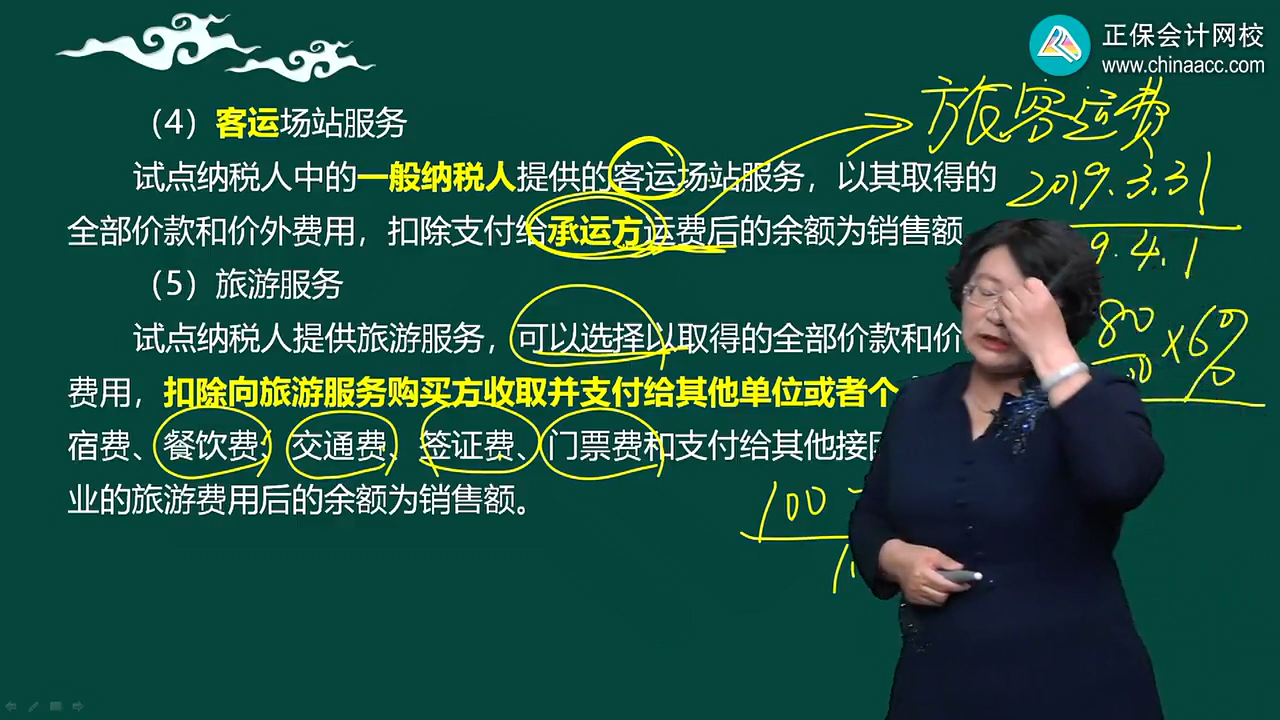 正保会计网校
www.chinaacc.com
（4）客运场站服务
试点纳税人中的一般纳税人提供的客运场站服务，以其取得的
全部价款和价外费用，扣除支付给承运方运费后的余额为销售额
（5）旅游服务
试点纳税人提供旅游服务，可以选择以取得的全部价款和价
费用，扣除向旅游服务购买方收取并支付给其他单位或者个
宿费、餐饮费、交通费、签证费、门票费和支付给其他接团
业的旅游费用后的余额为销售额。
旅客运费
2019.3.31
9.4.1
80
×6%
100